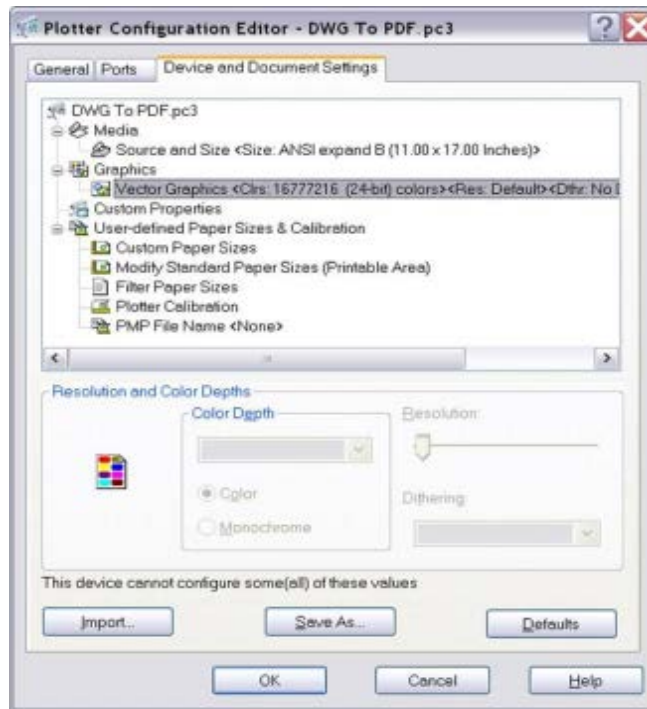 Plotter Configuration Editor - DWG To PDF.pc3
General Ports Device and Document Settings
DWG To PDF.pc3
Media
Source and Size <Size: ANSI expand B (11.00 x 17.00 Inches)>
Graphics
Vector Graphics <Clrs: 16777216 (24-bit) colors><Res: Default><Dthr: No D
Custom Properties
User-defined Paper Sizes & Calibration
Custom Paper Sizes
Modify Standard Paper Sizes (Printable Area)
Filter Paper Sizes
Plotter Calibration
PMP File Name <None>
Resolution and Color Depths
Color Depth
Resolution:
Color
Dithering:
Monochrome
This device cannot configure some(all) of these values
Import...
Save As...
Defaults
OK
Cancel
Help